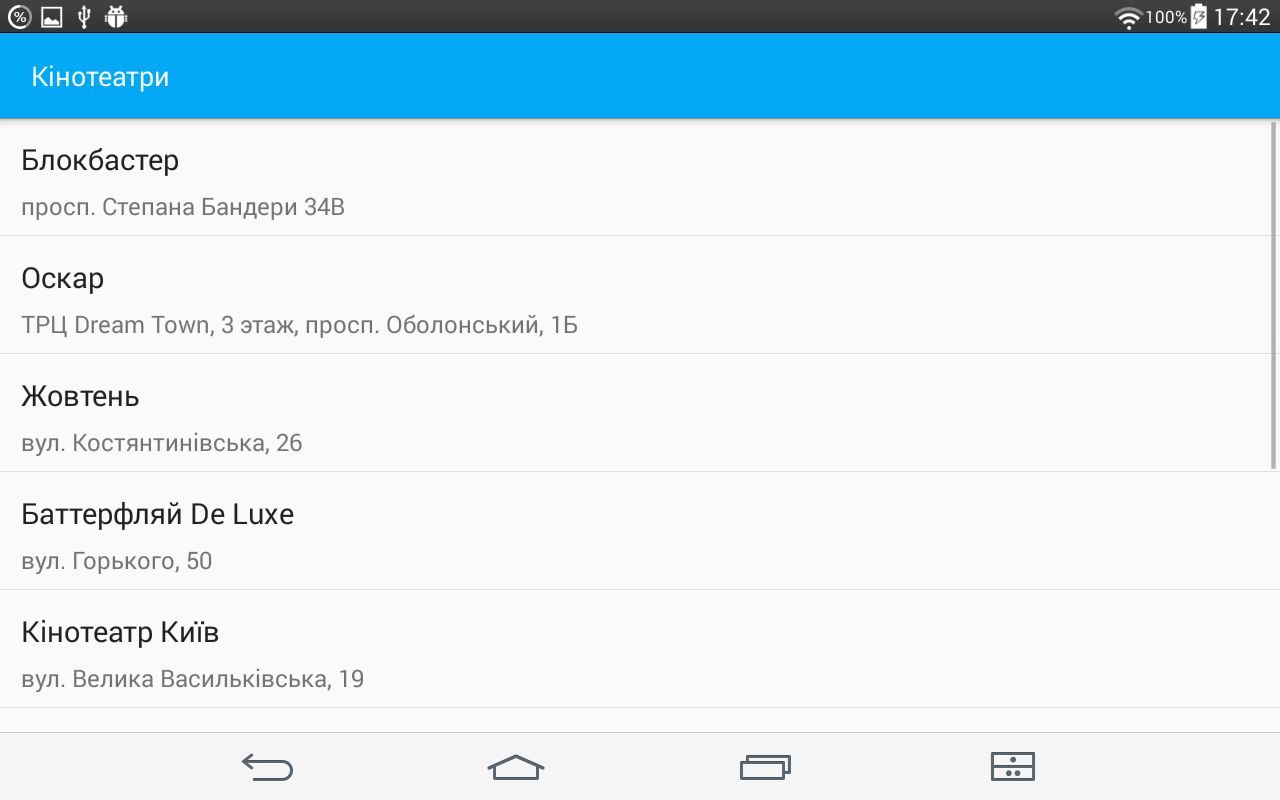 100% 17:42
Кінотеатри
Блокбастер
просп. Степана Бандери 34В
Оскар
ТРЦ Dream Town, 3 этаж, просп. Оболонський, 1Б
Жовтень
вул. Костянтинівська, 26
Баттерфляй De Luxe
вул. Горького, 50
Кінотеатр Київ
вул. Велика Васильківська, 19